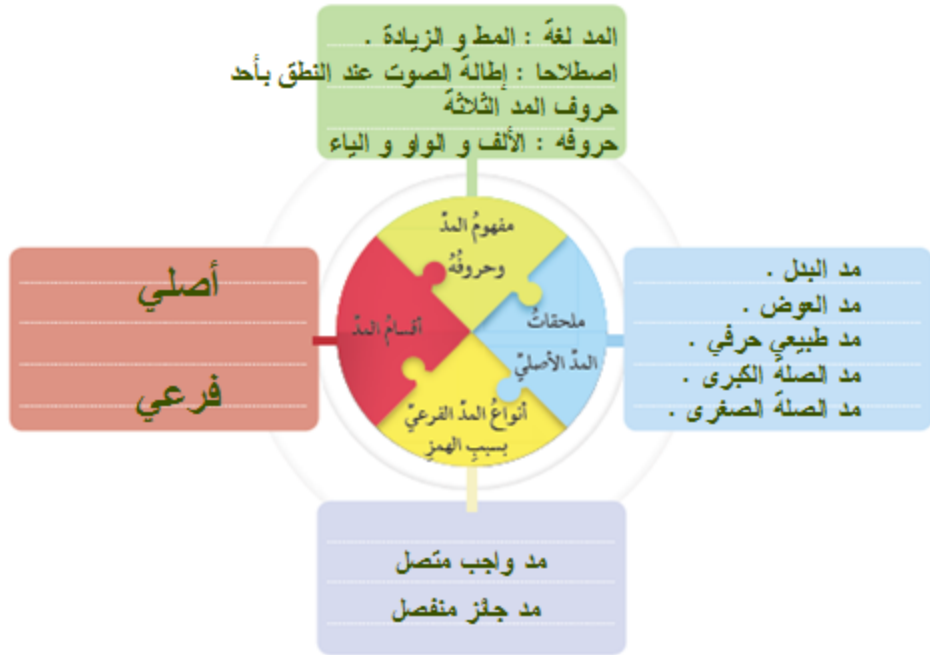 المد لغة : المط و الزيادة .
اصطلاحا : إطالة الصوت عند النطق بأحد
حروف المد الثلاثة
حروفه : الألف و الواو و الياء
مفهومُ المدِّ
وحروفُهُ
ملحقاتُ
المدِّ الأصليِّ
مد البدل .
مد العوض .
مد طبيعي حرفي .
مد الصلة الكبرى .
مد الصلة الصغرى .
أقسامُ المدِّ
أصلي
فرعي
أنواعُ المدِّ الفرعيِّ
بسببِ الهمزِ
مد واجب متصل
مد جائز منفصل